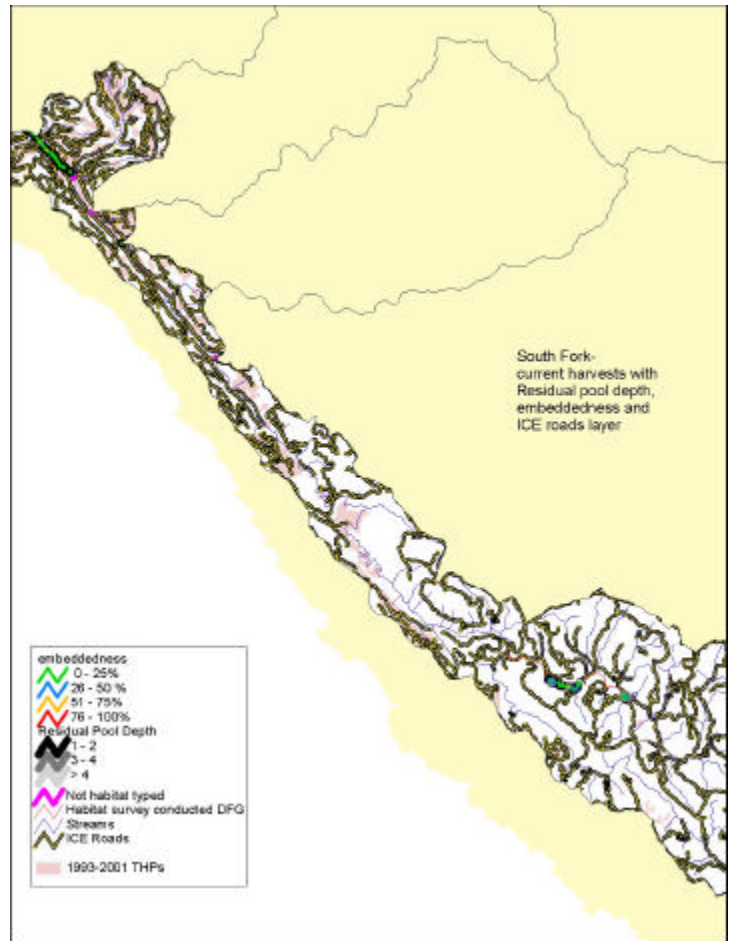 South Fork-
current harvests with
Residual pool depth,
embeddedness and
ICE roads layer
embeddedness
0 - 25%
26 - 50 %
51 - 75%
76 - 100%
Residual Pool Depth
1 - 2
3 - 4
> 4
Not habitat typed
Habitat survey conducted DFG
Streams
ICE Roads
1993-2001 THPs